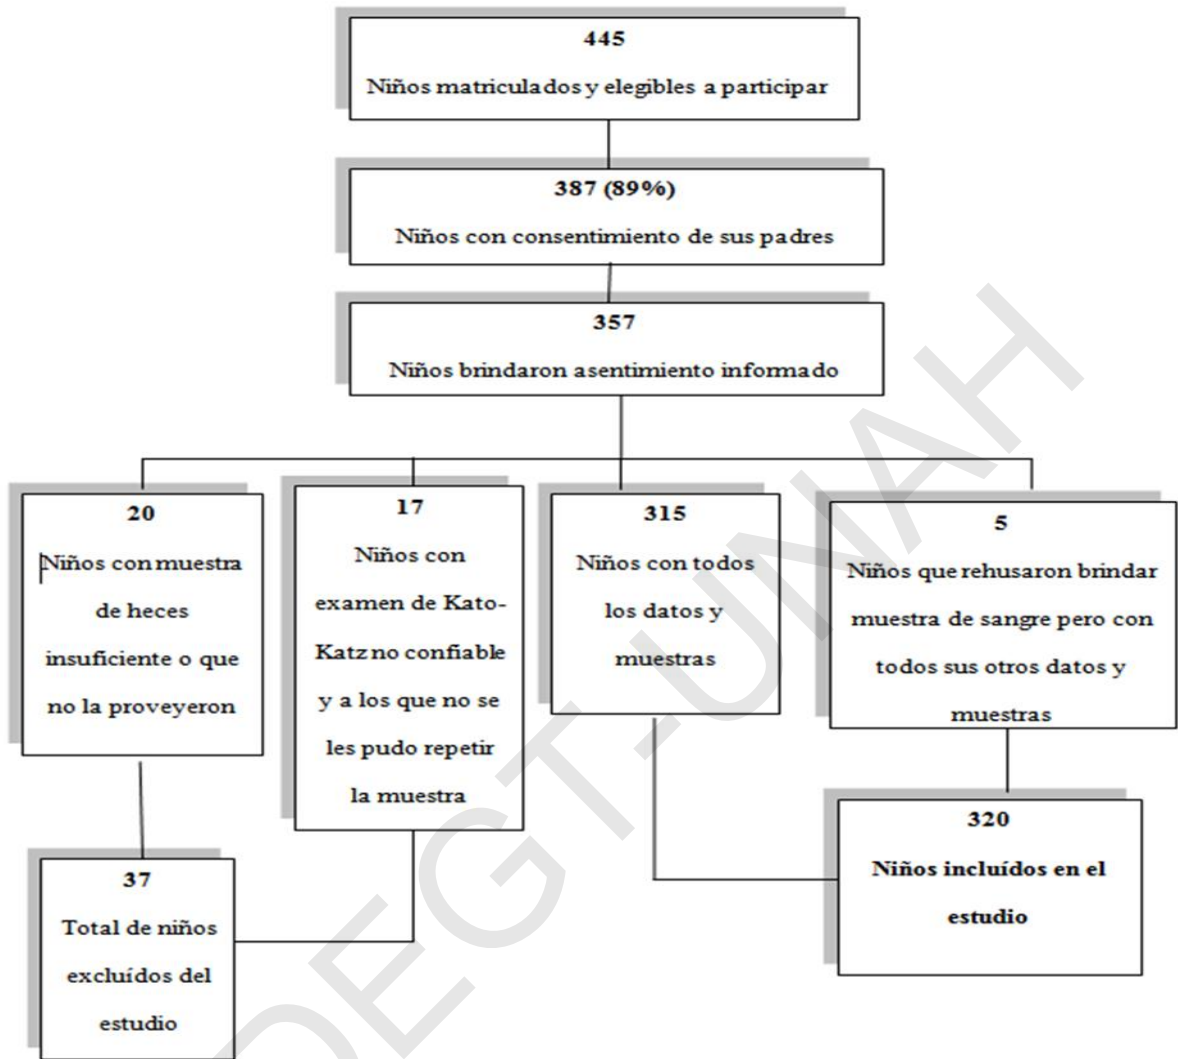 445
Niños matriculados y elegibles a participar
387 (89%)
Niños con consentimiento de sus padres
357
Niños brindaron asentimiento informado
20
Niños con muestra
de heces
insuficiente o que
no la proveyeron
17
Niños con
examen de Kato-
Katz no confiable
y a los que no se
les pudo repetir
la muestra
315
Niños con todos
los datos y
muestras
5
Niños que rehusaron brindar
muestra de sangre pero con
todos sus otros datos y
muestras
37
Total de niños
excluídos del
estudio
320
Niños incluídos en el
estudio
DEGT-UNAH